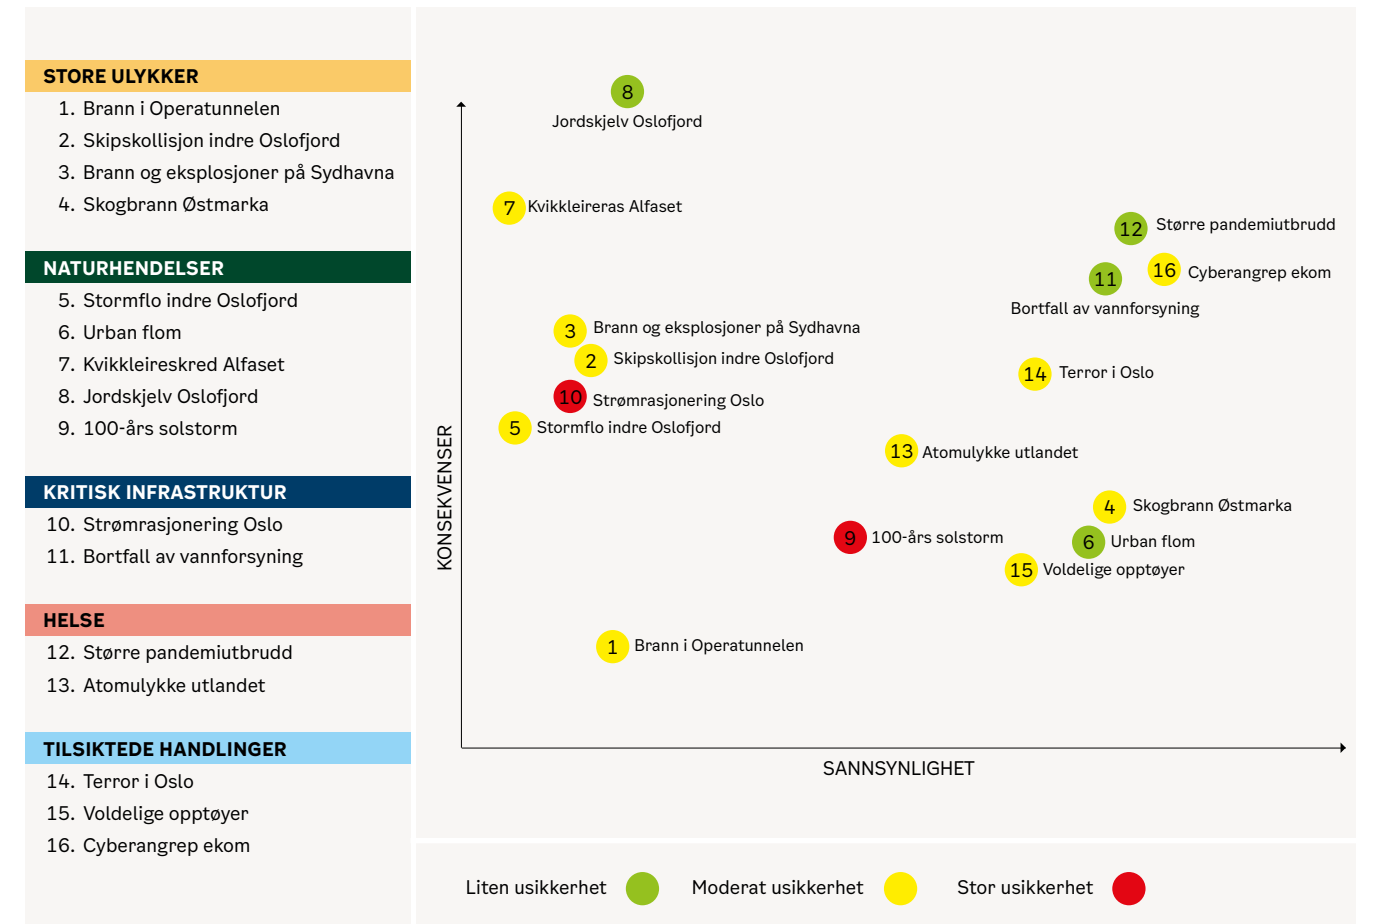 STORE ULYKKER
1. Brann i Operatunnelen
2. Skipskollisjon indre Oslofjord
3. Brann og eksplosjoner på Sydhavna
4. Skogbrann Østmarka
NATURHENDELSER
5. Stormflo indre Oslofjord
6. Urban flom
7. Kvikkleireskred Alfaset
8. Jordskjelv Oslofjord
9. 100-års solstorm
KRITISK INFRASTRUKTUR
10. Strømrasjonering Oslo
11. Bortfall av vannforsyning
HELSE
12. Større pandemiutbrudd
13. Atomulykke utlandet
TILSIKTEDE HANDLINGER
14. Terror i Oslo
15. Voldelige opptøyer
16. Cyberangrep ekom
KONSEKVENSER
8
Jordskjelv Oslofjord
7 Kvikkleireras Alfaset
12 Større pandemiutbrudd
16 Cyberangrep ekom
11
Bortfall av vannforsyning
3 Brann og eksplosjoner på Sydhavna
2 Skipskollisjon indre Oslofjord
14 Terror i Oslo
10 Strømrasjonering Oslo
5 Stormflo indre Oslofjord
13 Atomulykke utlandet
4 Skogbrann Østmarka
9 100-års solstorm
6 Urban flom
15 Voldelige opptøyer
1 Brann i Operatunnelen
SANNSYNLIGHET
Liten usikkerhet
Moderat usikkerhet
Stor usikkerhet